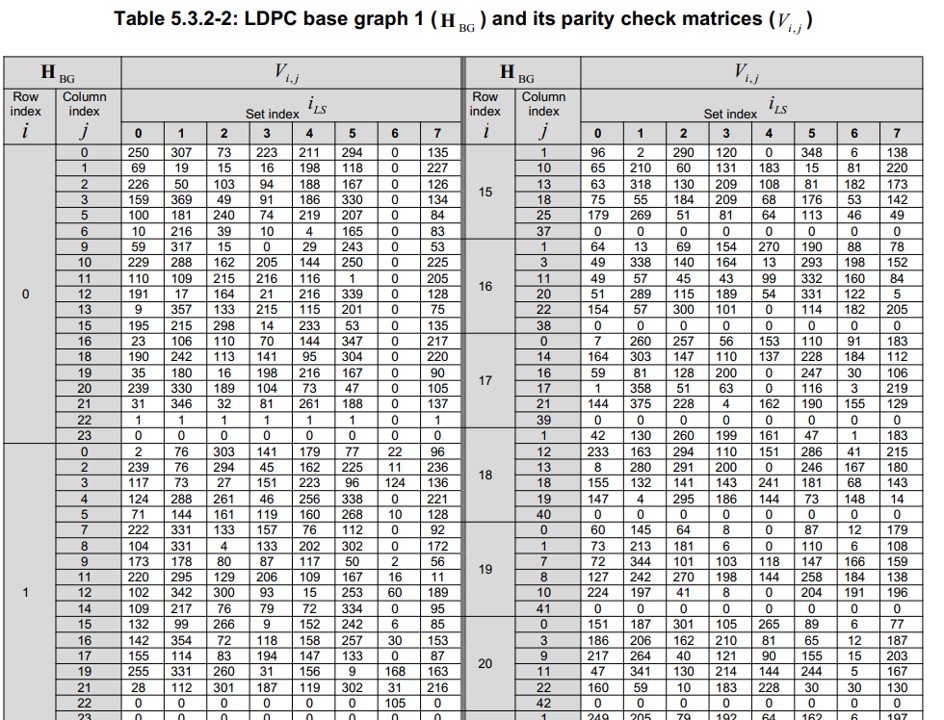 Table 5.3.2-2: LDPC base graph 1 (H BG) and its parity check matrices (V i,j)
H BG V i,j H BG V i,j
Row index i Column index j Set index i LS Row index i Column index j Set index i LS
0 1 2 3 4 5 6 7 0 1 2 3 4 5 6 7
0 0 250 307 73 223 211 294 0 135 15 1 96 2 290 120 0 348 6 138
1 69 19 15 16 198 118 0 227 10 65 210 60 131 183 15 81 220
2 226 50 103 94 188 167 0 126 13 63 318 130 209 108 81 182 173
3 159 369 49 91 186 330 0 134 18 75 55 184 209 68 176 53 142
5 100 181 240 74 219 207 0 84 25 179 269 51 81 64 113 46 49
6 10 216 39 10 4 165 0 83 37 0 0 0 0 0 0 0 0
9 59 317 15 0 29 243 0 53 16 1 64 13 69 154 270 190 88 78
10 229 288 162 205 144 250 0 225 3 49 338 140 164 13 293 198 152
11 110 109 215 216 116 1 0 205 11 49 57 45 43 99 332 160 84
12 191 17 164 21 216 339 0 128 20 51 289 115 189 54 331 122 5
13 9 357 133 215 115 201 0 75 22 154 57 300 101 0 114 182 205
15 195 215 298 14 233 53 0 135 38 0 0 0 0 0 0 0 0
16 23 106 110 70 144 347 0 217 17 0 7 260 257 56 153 110 91 183
18 190 242 113 141 95 304 0 220 14 164 303 147 110 137 228 184 112
19 35 180 16 198 216 167 0 90 16 59 81 128 200 0 247 30 106
20 239 330 189 104 73 47 0 105 17 1 358 51 63 0 116 3 219
21 31 346 32 81 261 188 0 137 21 144 375 228 4 162 190 155 129
22 1 1 1 1 1 1 0 1 39 0 0 0 0 0 0 0 0
23 0 0 0 0 0 0 0 0 18 1 42 130 260 199 161 47 1 183
1 0 2 76 303 141 179 77 22 96 12 233 163 294 110 151 286 41 215
2 239 76 294 45 162 225 11 236 13 8 280 291 200 0 246 167 180
3 117 73 27 151 223 96 124 136 18 155 132 141 143 241 181 68 143
4 124 288 261 46 256 338 0 221 19 147 4 295 186 144 73 148 14
5 71 144 161 119 160 268 10 128 40 0 0 0 0 0 0 0 0
7 222 331 133 157 76 112 0 92 19 0 60 145 64 8 0 87 12 179
8 104 331 4 133 202 302 0 172 1 73 213 181 6 0 110 6 108
9 173 178 80 87 117 50 2 56 7 72 344 101 103 118 147 166 159
11 220 295 129 206 109 167 16 11 8 127 242 270 198 144 258 184 138
12 102 342 300 93 15 253 60 189 10 224 197 41 8 0 204 191 196
14 109 217 76 79 72 334 0 95 41 0 0 0 0 0 0 0 0
15 132 99 266 9 152 242 6 85 20 0 151 187 301 105 265 89 6 77
16 142 354 72 118 158 257 30 153 3 186 206 162 210 81 65 12 187
17 155 114 83 194 147 133 0 87 9 217 264 40 121 90 155 15 203
19 255 331 260 31 156 9 168 163 11 47 341 130 214 144 244 5 167
21 28 112 301 187 119 302 31 216 22 160 59 10 183 228 30 30 130
22 0 0 0 0 0 0 105 0 42 0 0 0 0 0 0 0 0
23 0 0 0 0 0 0 0 0 1 249 205 79 192 64 162 6 197